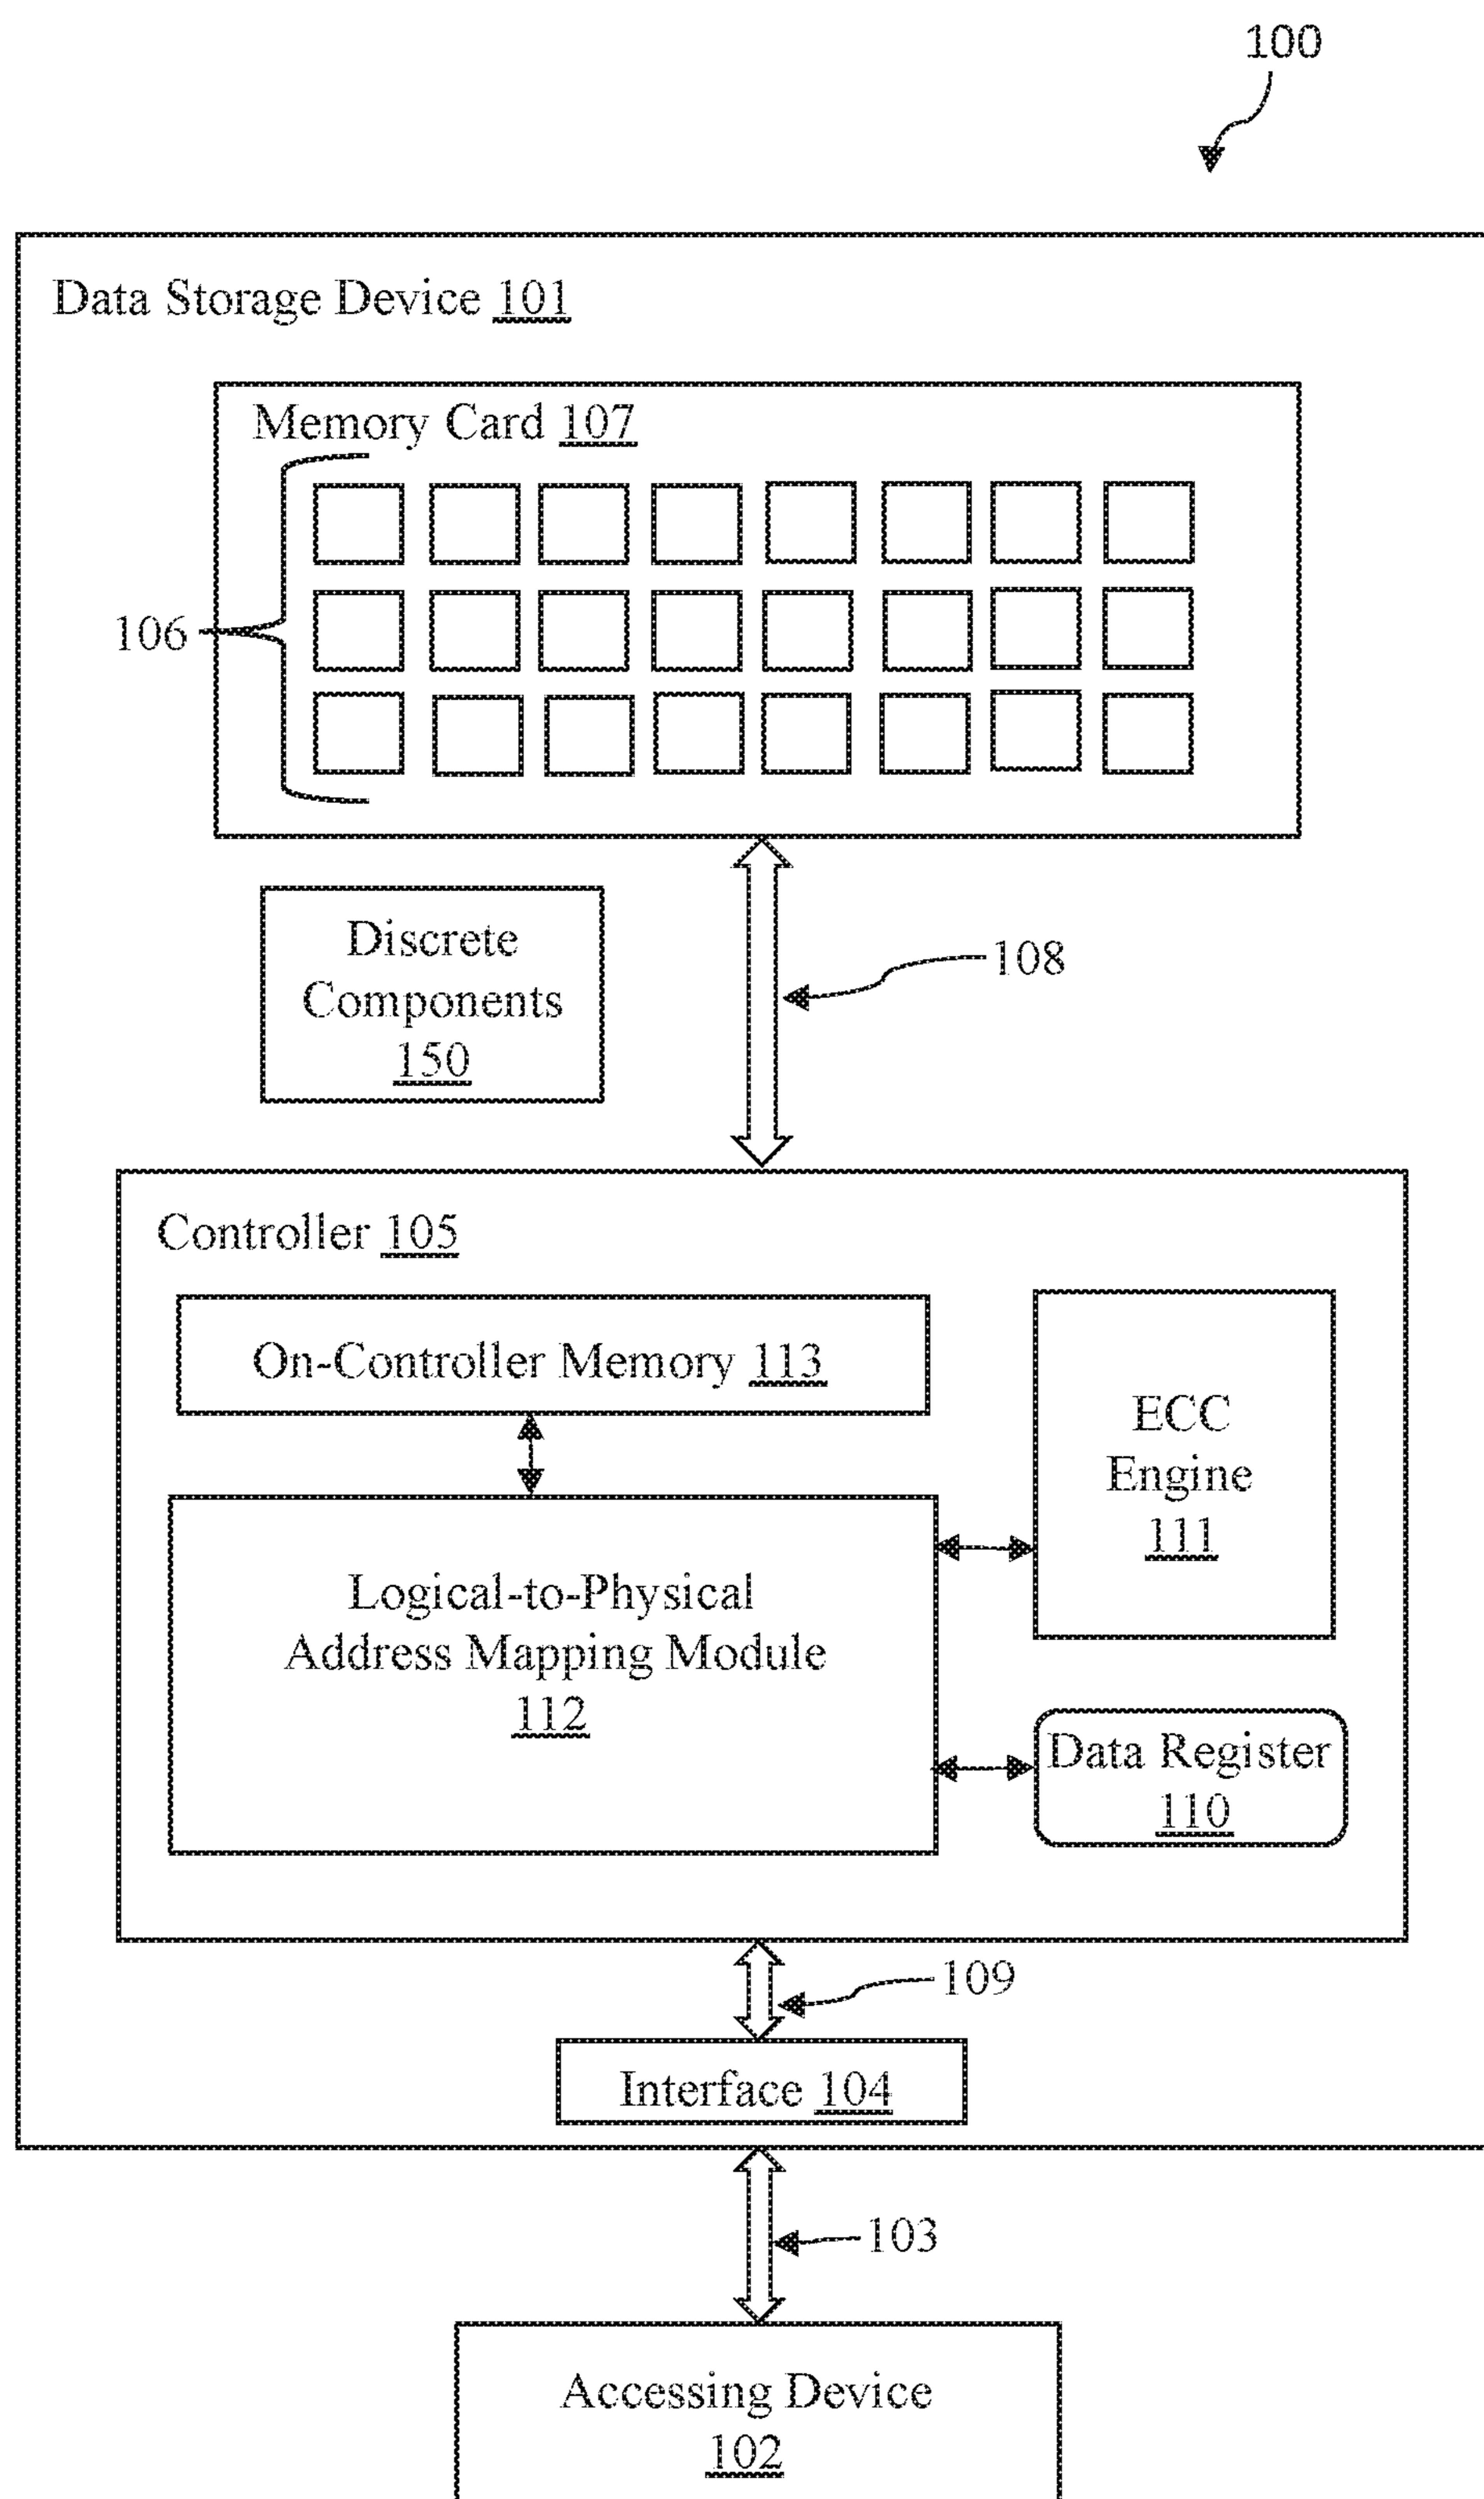 100
Data Storage Device 101
Memory Card 107
106
Discrete
Components
150
108
Controller 105
On-Controller Memory 113
ECC
Engine
111
Logical-to-Physical
Address Mapping Module
112
Data Register
110
109
Interface 104
103
Accessing Device
102